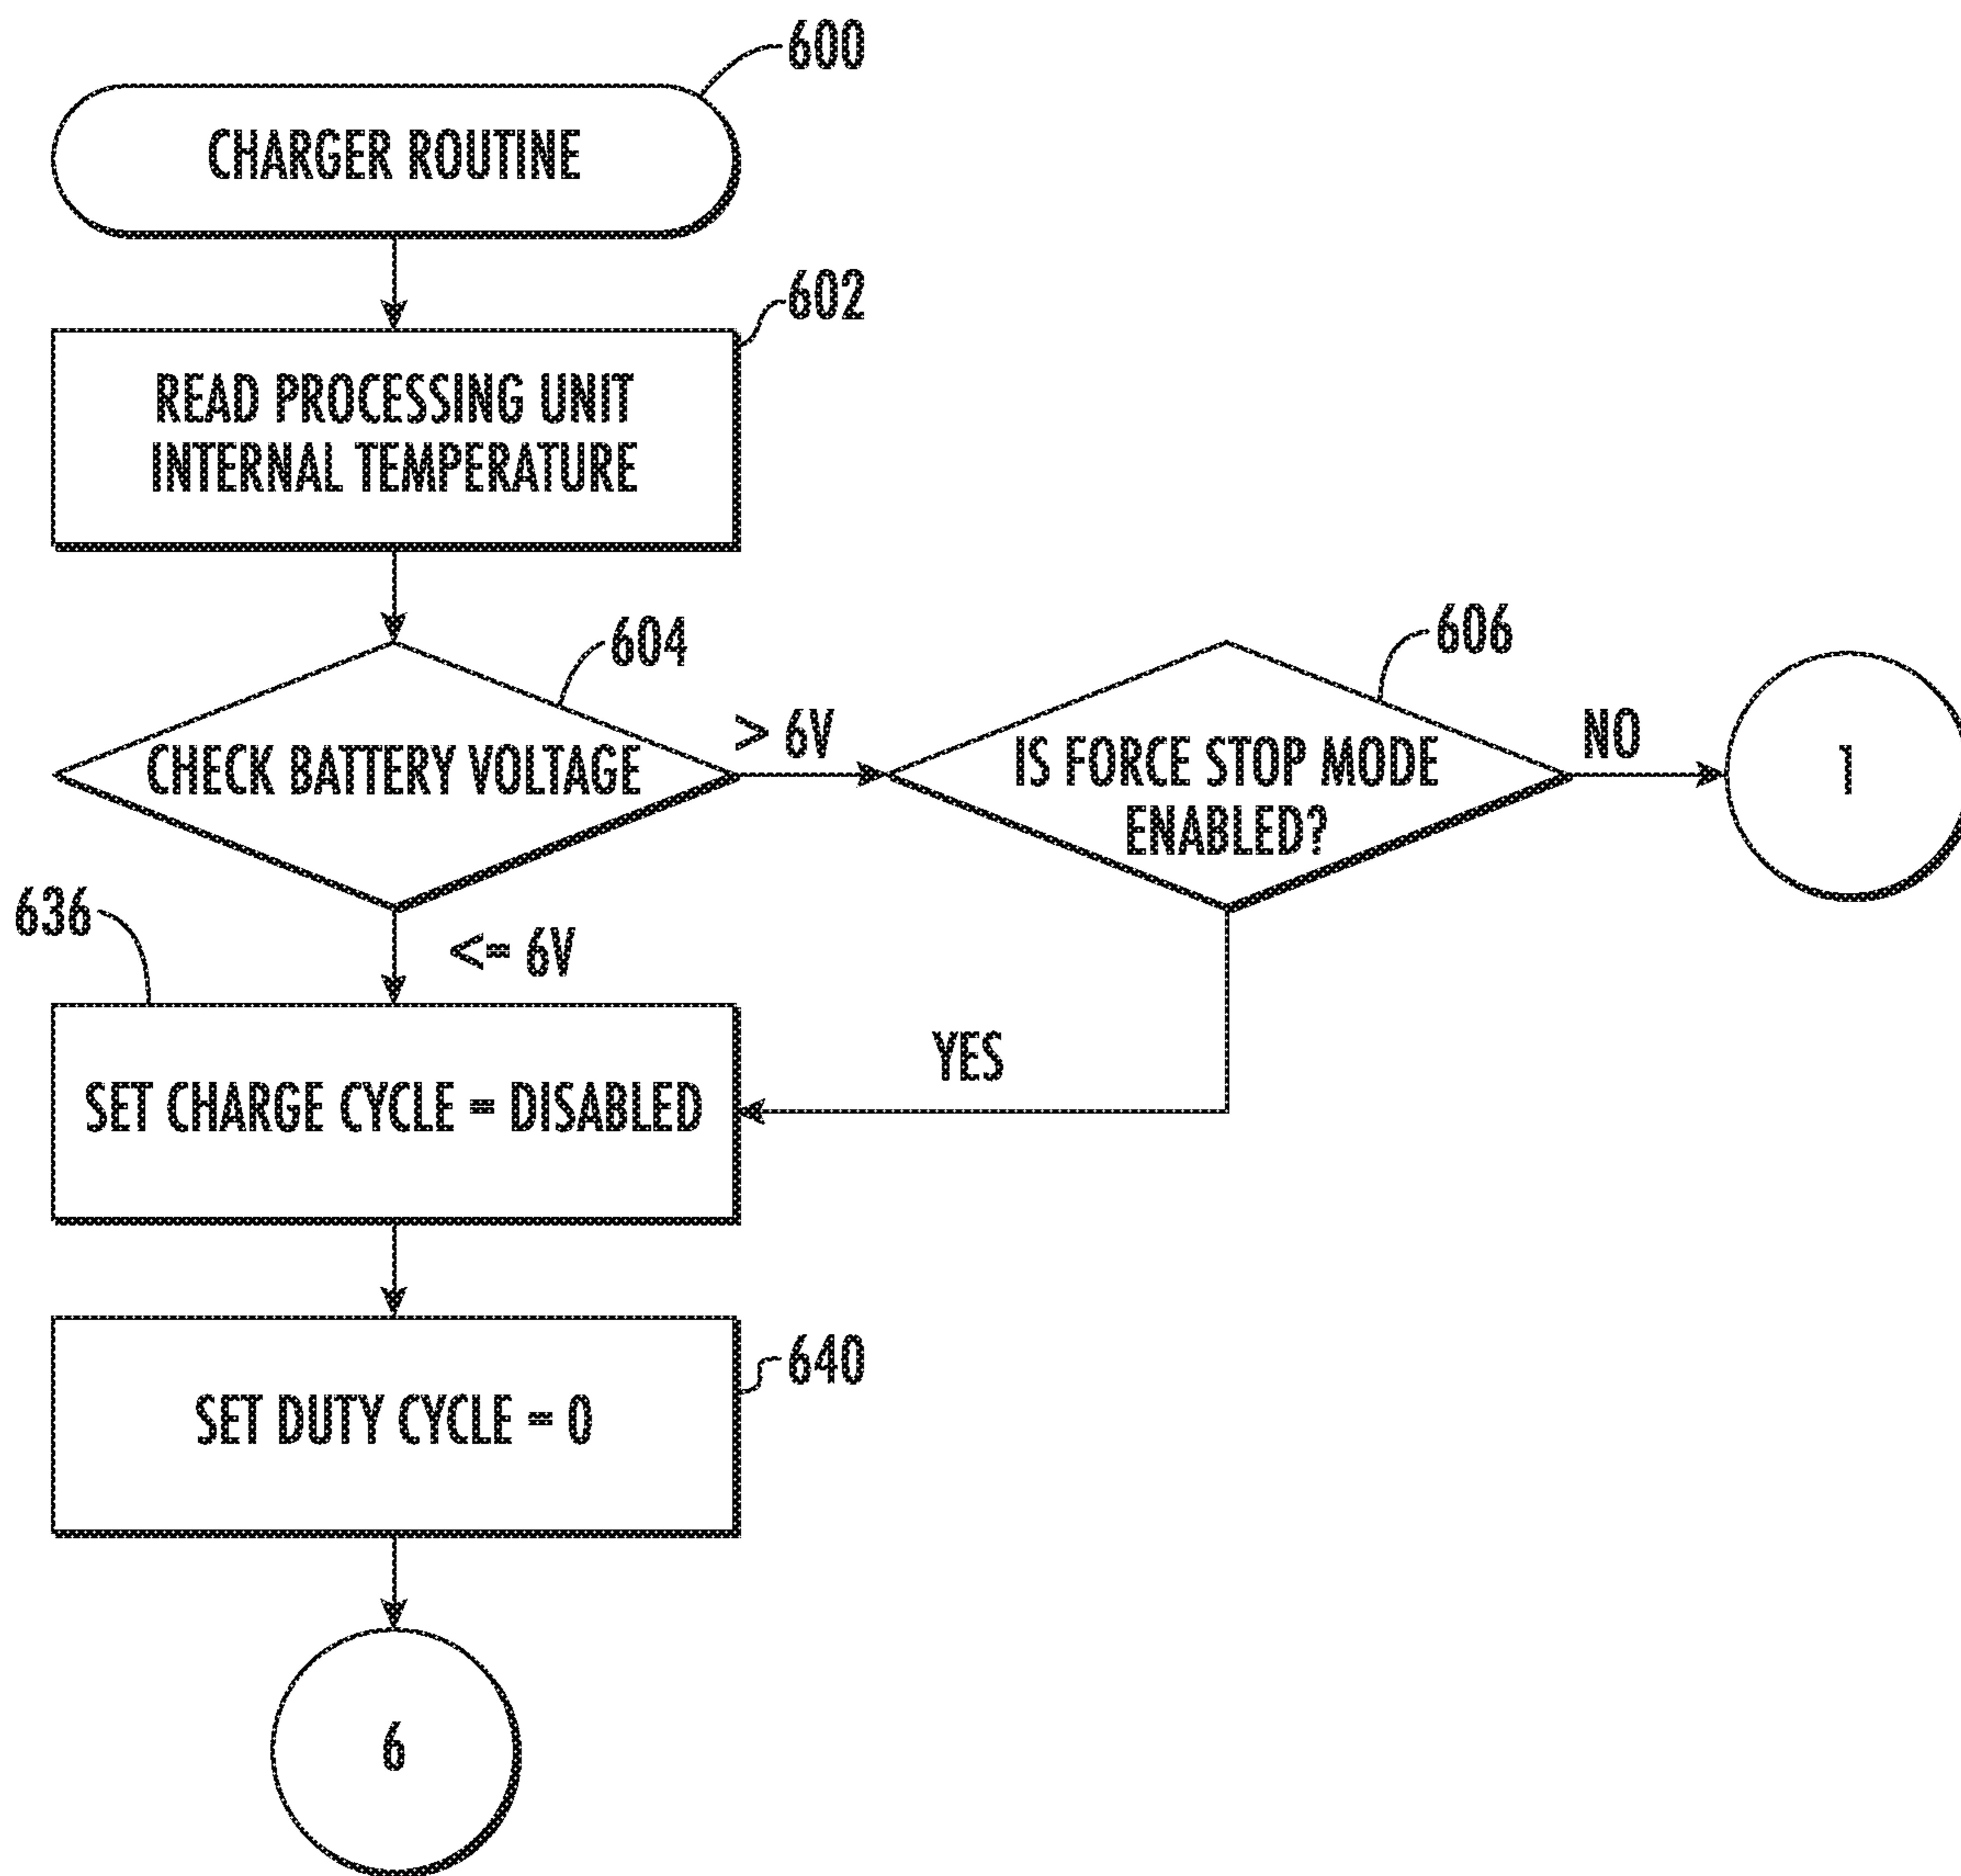 600
CHARGER ROUTINE
602
READ PROCESSING UNIT
INTERNAL TEMPERATURE
604
606
CHECK BATTERY VOLTAGE
> 6V
IS FORCE STOP MODE
ENABLED?
NO
1
636
<= 6V
YES
SET CHARGE CYCLE = DISABLED
640
SET DUTY CYCLE = 0
6